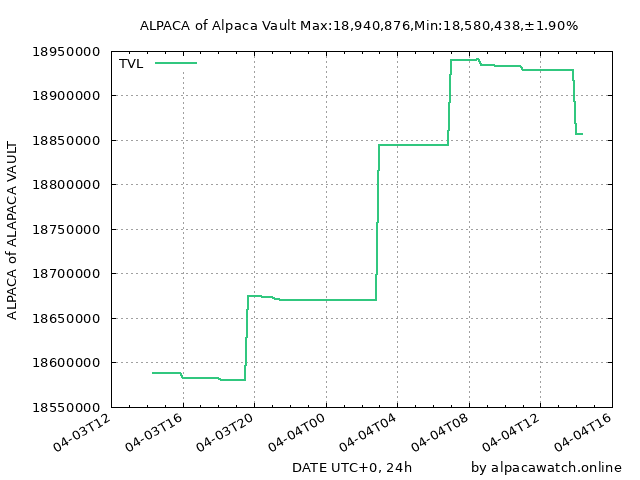 ALPACA of Alpaca Vault Max:18,940,876,Min:18,580,438,±1.90%
TVL
18950000
18900000
18850000
18800000
18750000
18700000
18650000
18600000
18550000
ALPACA of ALAPACA VAULT
04-03T12
04-03T16
04-03T20
04-04T00
04-04T04
04-04T08
04-04T12
04-04T16
DATE UTC+0, 24h
by alpacawatch.online